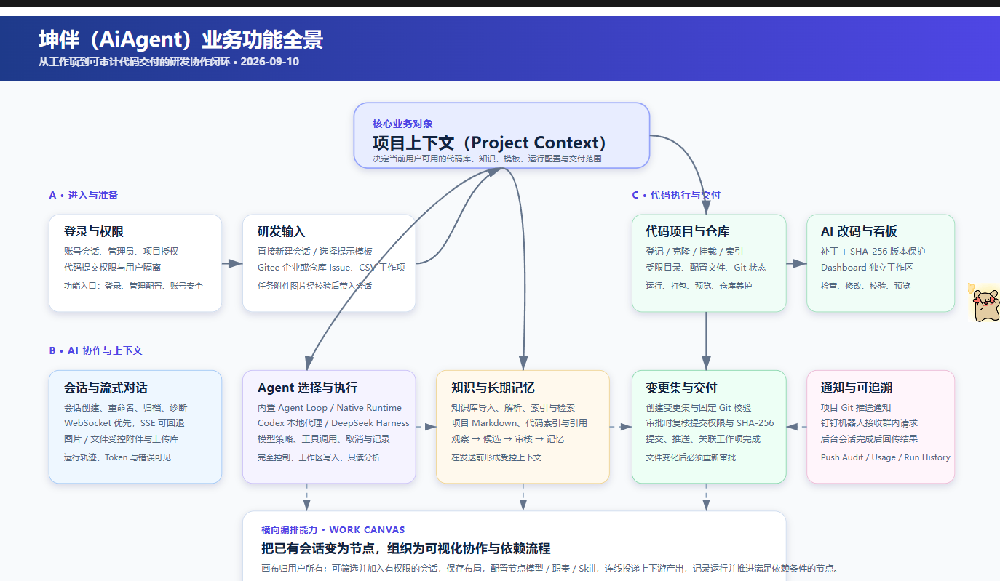 坤伴（AiAgent）业务功能全景
从工作项到可审计代码交付的研发协作闭环 • 2026-09-10
核心业务对象
项目上下文（Project Context）
决定当前用户可用的代码库、知识、模板、运行配置与交付范围
A • 进入与准备
登录与权限
账号会话、管理员、项目授权
代码提交权限与用户隔离
功能入口：登录、管理配置、账号安全
研发输入
直接新建会话 / 选择提示模板
Gitee 企业或仓库 Issue、CSV 工作项
任务附件图片经校验后带入会话
C • 代码执行与交付
代码项目与仓库
登记 / 克隆 / 挂载 / 索引
受限目录、配置文件、Git 状态
运行、打包、预览、仓库养护
AI 改码与看板
补丁 + SHA-256 版本保护
Dashboard 独立工作区
检查、修改、校验、预览
B • AI 协作与上下文
会话与流式对话
会话创建、重命名、归档、诊断
WebSocket 优先，SSE 可回退
图片 / 文件受控附件与上传库
运行轨迹、Token 与错误可见
Agent 选择与执行
内置 Agent Loop / Native Runtime
Codex 本地代理 / DeepSeek Harness
模型策略、工具调用、取消与记录
完全控制、工作区写入、只读分析
知识与长期记忆
知识库导入、解析、索引与检索
项目 Markdown、代码索引与引用
观察 → 候选 → 审核 → 记忆
在发送前形成受控上下文
变更集与交付
创建变更集与固定 Git 校验
审批时复核提交权限与 SHA-256
提交、推送、关联工作项完成
文件变化后必须重新审批
通知与可追溯
项目 Git 推送通知
钉钉机器人接收群内请求
后台会话完成后回传结果
Push Audit / Usage / Run History
横向编排能力 • WORK CANVAS
把已有会话变为节点，组织为可视化协作与依赖流程
画布归用户所有；可筛选并加入有权限的会话，保存布局，配置节点模型 / 职责 / Skill，连线投递上下游产出，记录运行并推进满足依赖条件的节点。